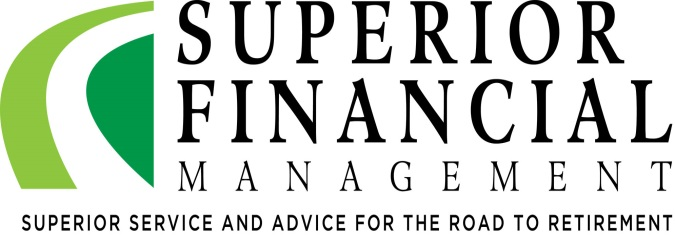 SUPERIOR
FINANCIAL
MANAGEMENT
SUPERIOR SERVICE AND ADVICE FOR THE ROAD TO RETIREMENT